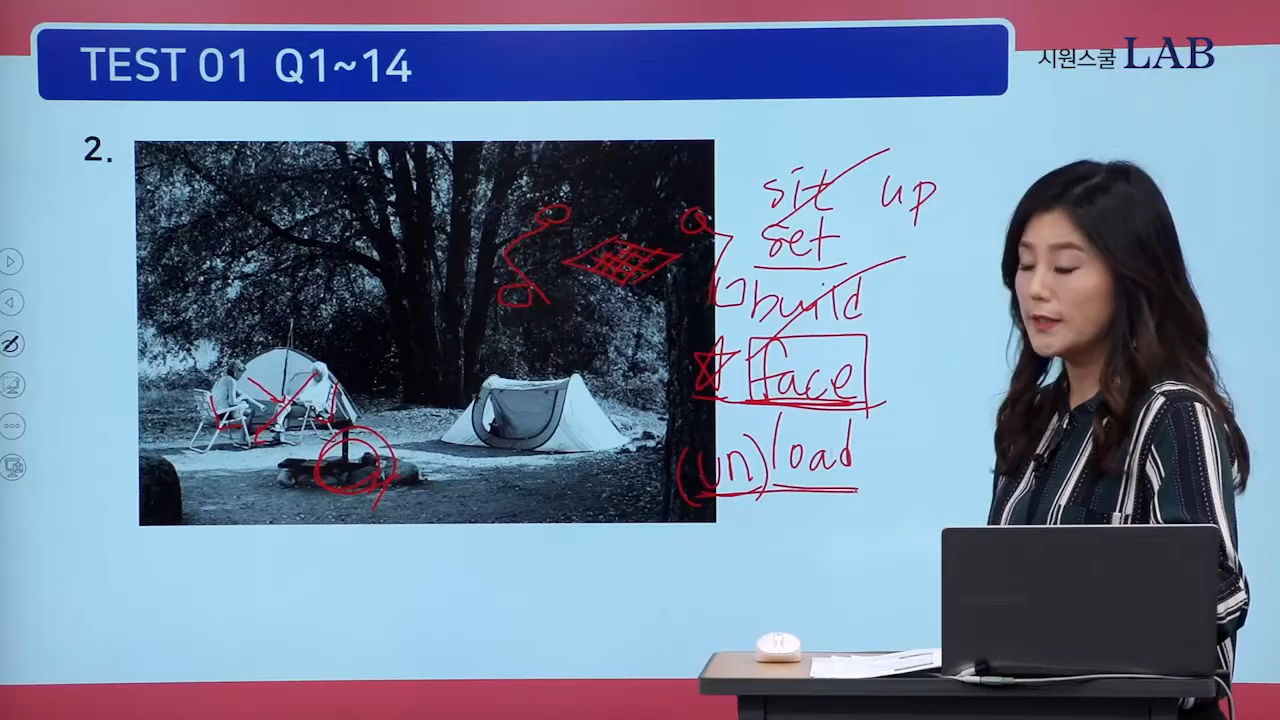 TEST 01 Q1~14
시원스쿨 LAB
2.
sit up
set
build
face
(un)load